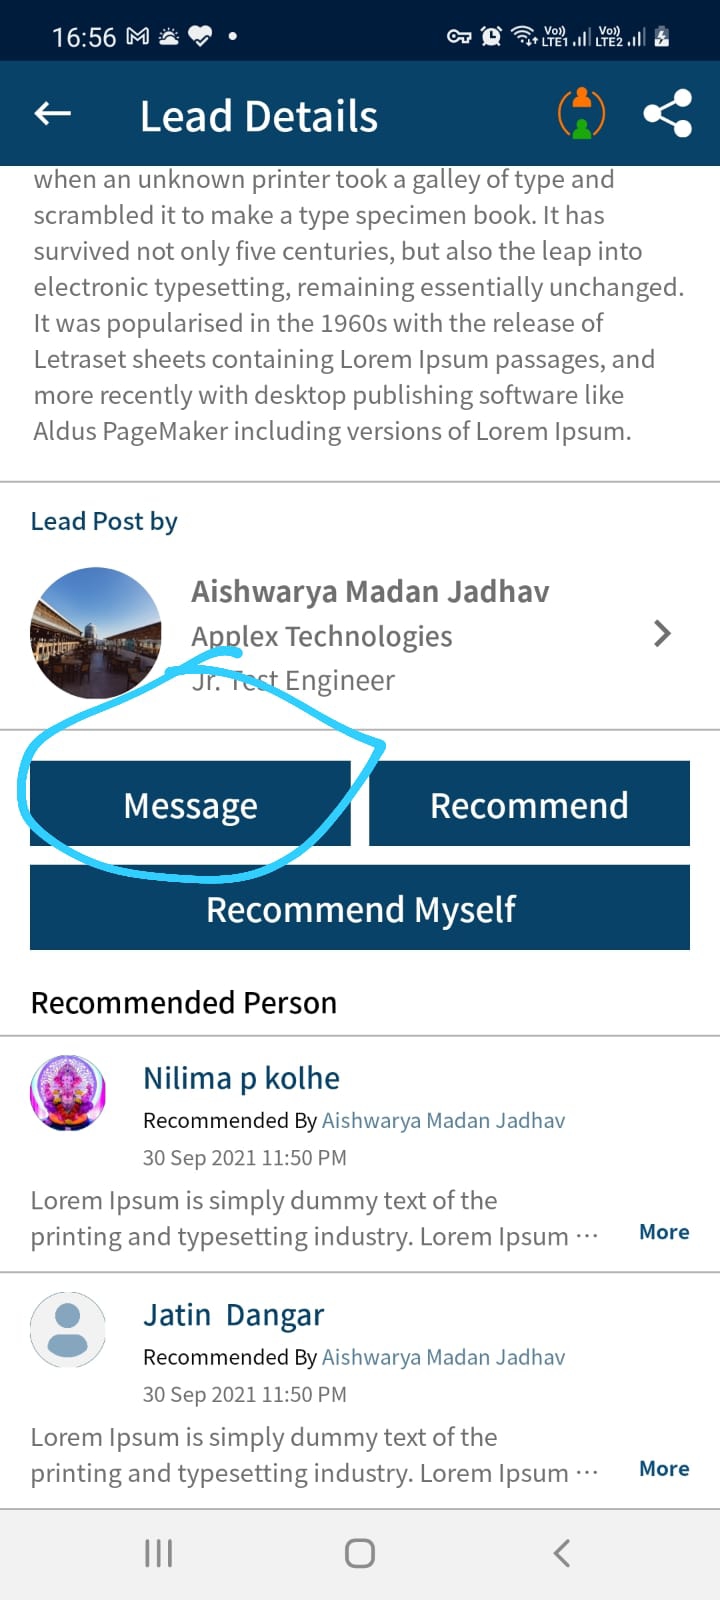 16:56
Vo)) LTE1 Vo)) LTE2
Lead Details
when an unknown printer took a galley of type and
scrambled it to make a type specimen book. It has
survived not only five centuries, but also the leap into
electronic typesetting, remaining essentially unchanged.
It was popularised in the 1960s with the release of
Letraset sheets containing Lorem Ipsum passages, and
more recently with desktop publishing software like
Aldus PageMaker including versions of Lorem Ipsum.
Lead Post by
Aishwarya Madan Jadhav
Applex Technologies
Jr. Test Engineer
Message
Recommend
Recommend Myself
Recommended Person
Nilima p kolhe
Recommended By Aishwarya Madan Jadhav
30 Sep 2021 11:50 PM
Lorem Ipsum is simply dummy text of the
printing and typesetting industry. Lorem Ipsum ···
More
Jatin  Dangar
Recommended By Aishwarya Madan Jadhav
30 Sep 2021 11:50 PM
Lorem Ipsum is simply dummy text of the
printing and typesetting industry. Lorem Ipsum ···
More